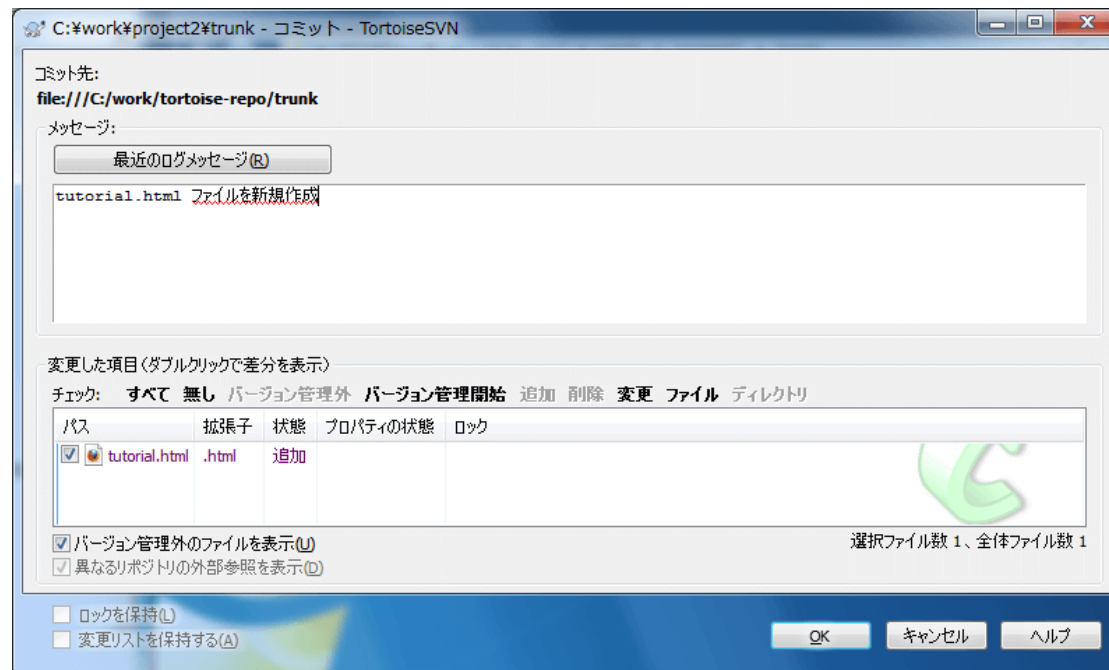 C:¥work¥project2¥trunk - コミット - TortoiseSVN
コミット先:
file:///C:/work/tortoise-repo/trunk
メッセージ:
最近のログメッセージ(R)
tutorial.html ファイルを新規作成
変更した項目(ダブルクリックで差分を表示)
チェック: すべて 無し バージョン管理外 バージョン管理開始 追加 削除 変更 ファイル ディレクトリ
パス 拡張子 状態 プロパティの状態 ロック
tutorial.html .html 追加
バージョン管理外のファイルを表示(U)
選択ファイル数 1、全体ファイル数 1
異なるリポジトリの外部参照を表示(D)
ロックを保持(L)
変更リストを保持する(A)
OK キャンセル ヘルプ